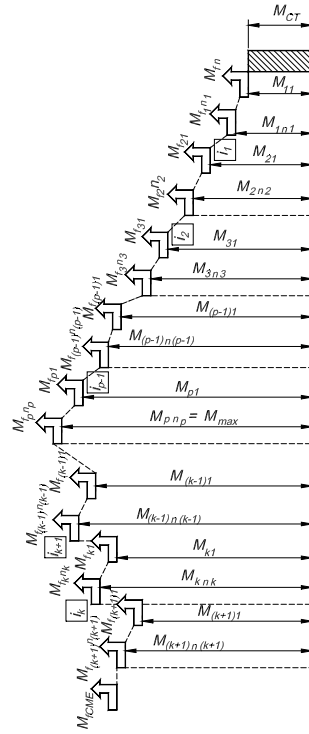 M_CT
M_fn
M_11
M_f1n1
M_1n1
i_1
M_f21
M_21
M_f2n2
M_2n2
i_2
M_f31
M_31
M_f3n3
M_3n3
M_f(p-1)1
M_(p-1)1
M_f(p-1)n(p-1)
M_(p-1)n(p-1)
i_p-1
M_fp1
M_p1
M_fpnp
M_pnp = M_max
M_f(k-1)1
M_(k-1)1
M_f(k-1)n(k-1)
M_(k-1)n(k-1)
i_k+1
M_fk1
M_k1
M_fknk
M_knk
i_k
M_f(k+1)1
M_(k+1)1
M_f(k+1)n(k+1)
M_(k+1)n(k+1)
M_fCME